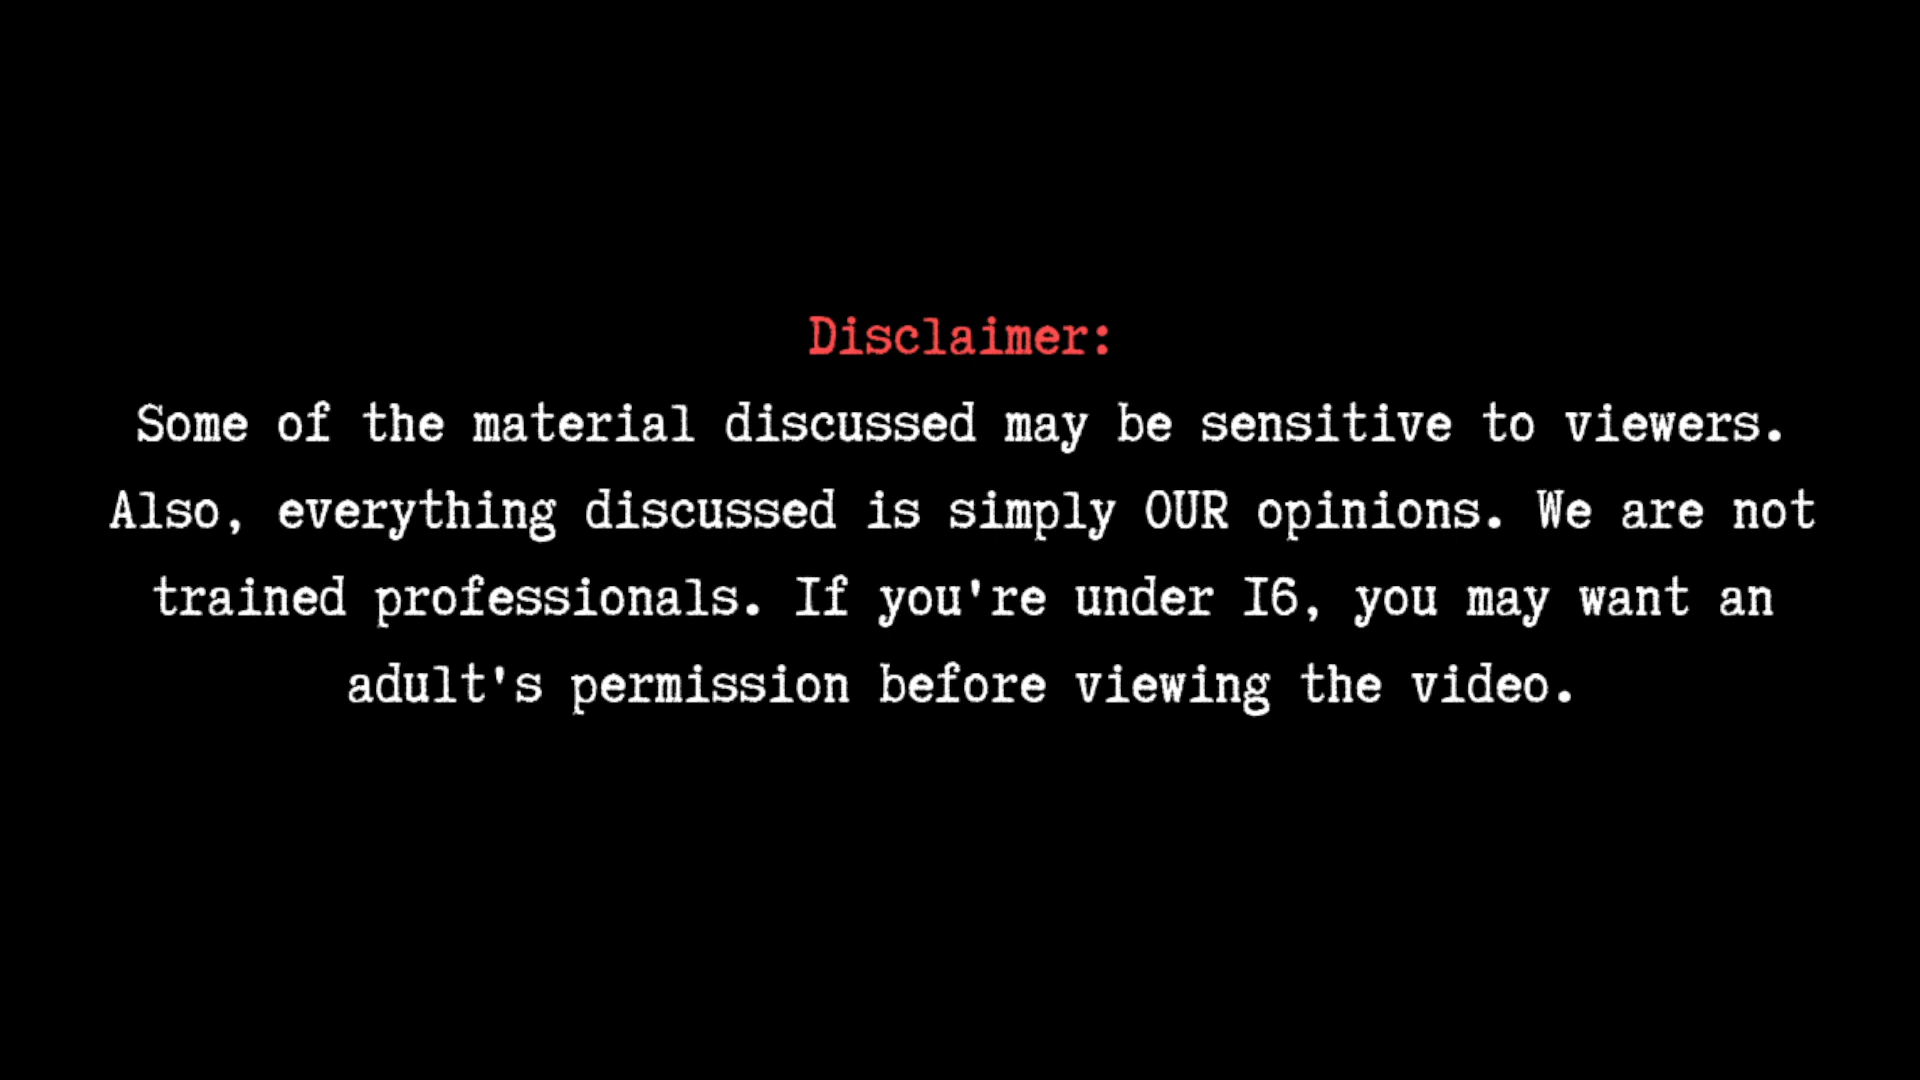 Disclaimer:
Some of the material discussed may be sensitive to viewers.
Also, everything discussed is simply OUR opinions. We are not
trained professionals. If you're under I6, you may want an
adult's permission before viewing the video.